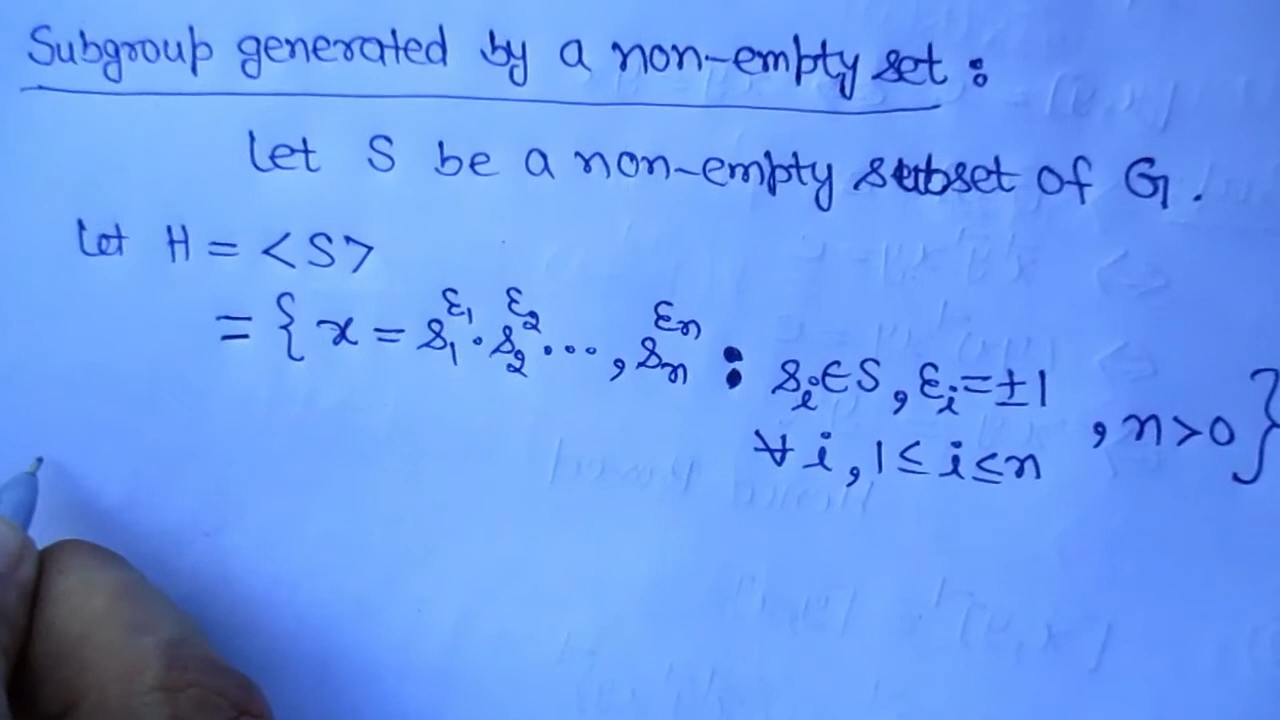 Subgroup generated by a non-empty set :
Let S be a non-empty subset of G.
Let H = <S>
= { x = s₁^ε₁ · s₂^ε₂ ..., sₙ^εₙ : sᵢ∈S, εᵢ=±1
∀ i, 1≤i≤n , n>0 }